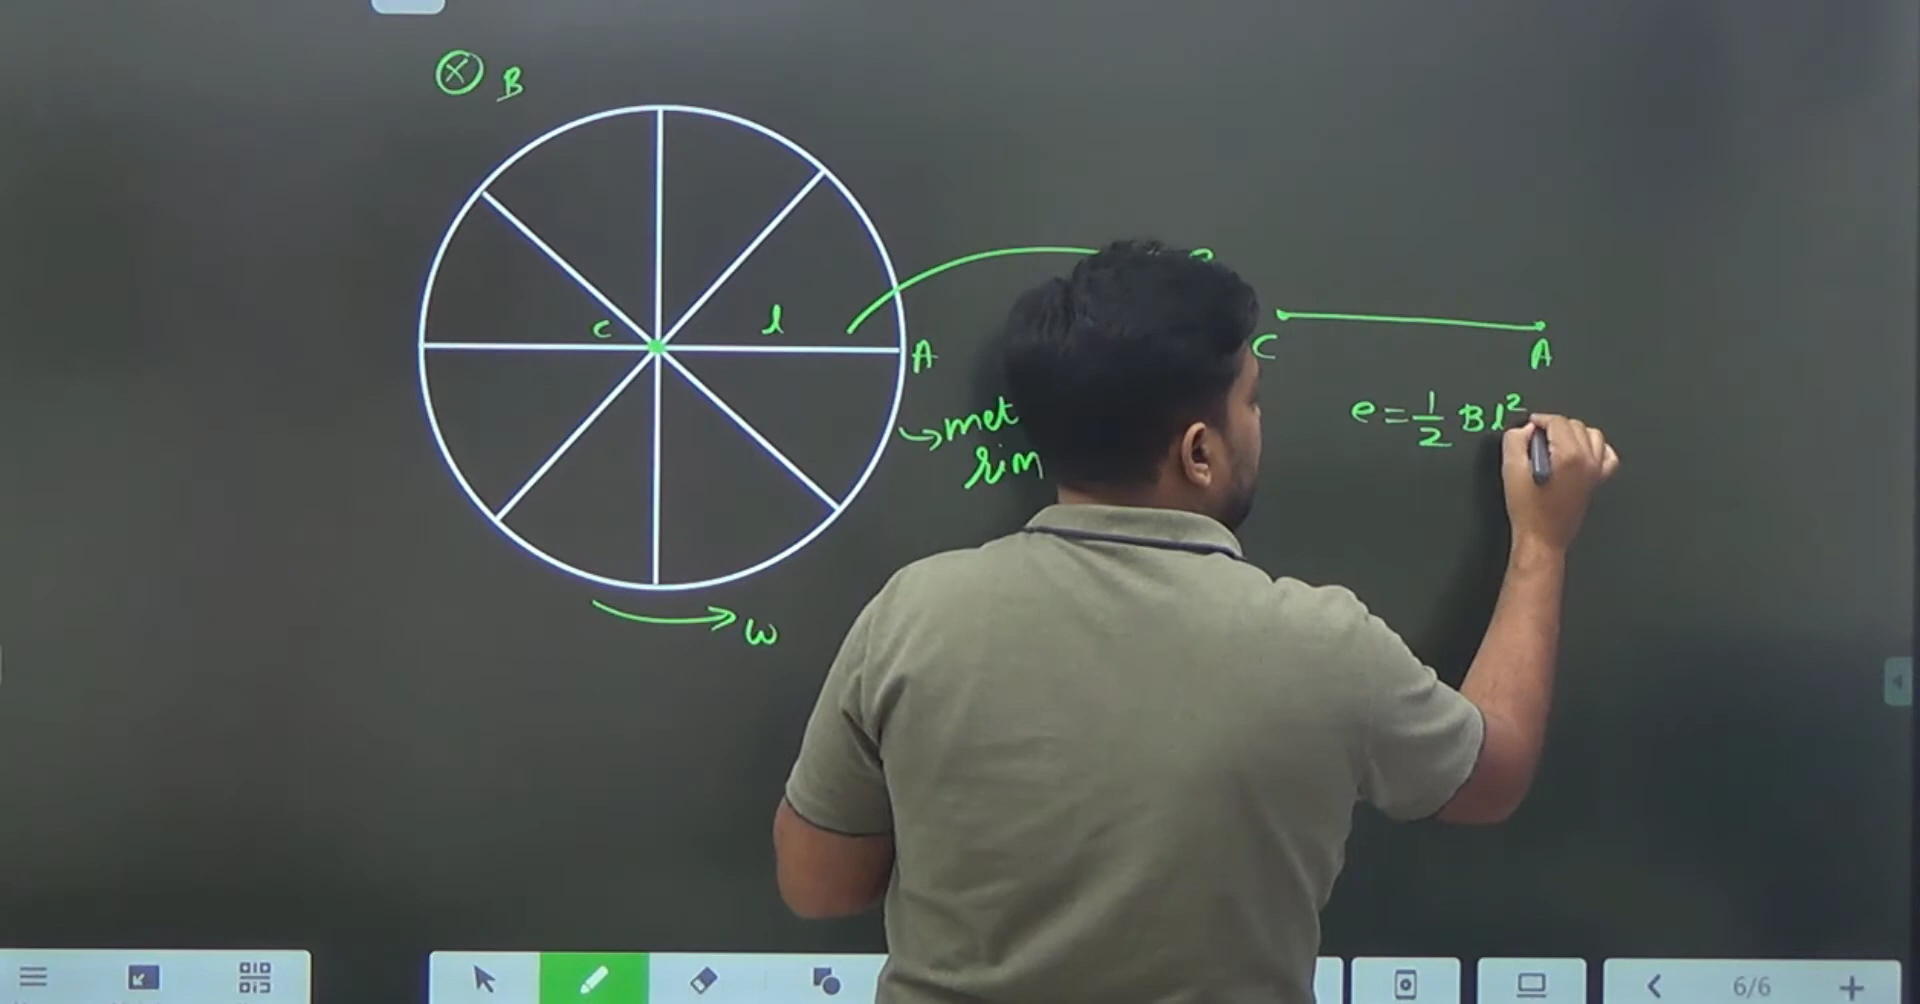 ⓧ B
c l
A
C A
e = 1/2 B l²
→ met
rim
→ ω
6/6